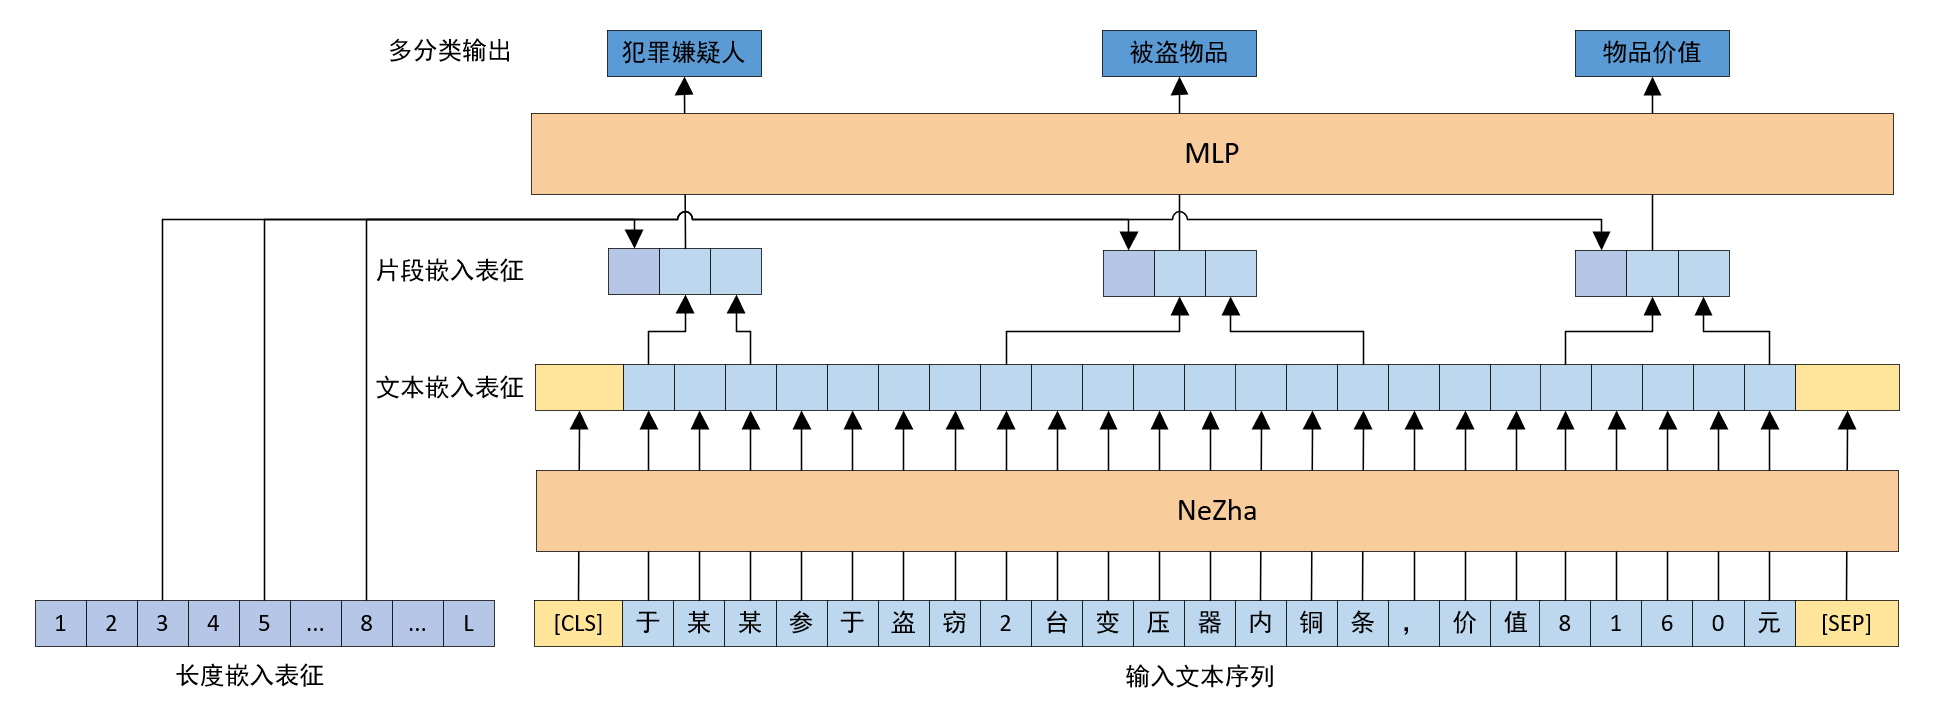 多分类输出 犯罪嫌疑人 被盗物品 物品价值
MLP
片段嵌入表征
文本嵌入表征
NeZha
1 2 3 4 5 ... 8 ... L
[CLS] 于 某 某 参 于 盗 窃 2 台 变 压 器 内 铜 条 , 价 值 8 1 6 0 元 [SEP]
长度嵌入表征
输入文本序列